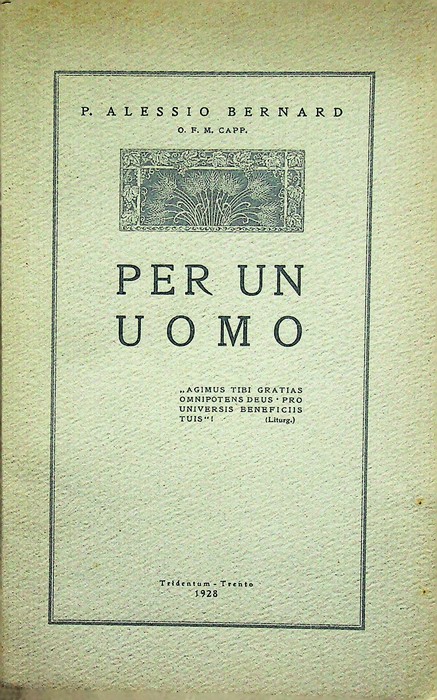 P. ALESSIO BERNARD
O. F. M. CAPP.
PER UN
UOMO
„AGIMUS TIBI GRATIAS
OMNIPOTENS DEUS · PRO
UNIVERSIS BENEFICIIS
TUIS“! (Liturg.)
Tridentum - Trento
1928